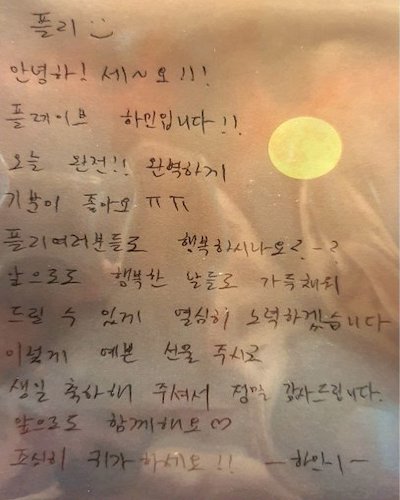 플리 :)
안녕하! 세~요!!!
플레이브 하민입니다!!
오늘 완전!! 완벽하게
기분이 좋아요 ㅠㅠ
플리여러분들도 행복하시나요?-?
앞으로도 행복한 날들로 가득채워
드릴 수 있게 열심히 노력하겠습니다
이렇게 예쁜 선물 주시고
생일 축하해 주셔서 정말 감사드립니다.
앞으로도 함께해요♡
조심히 귀가하세요!! -하민이-